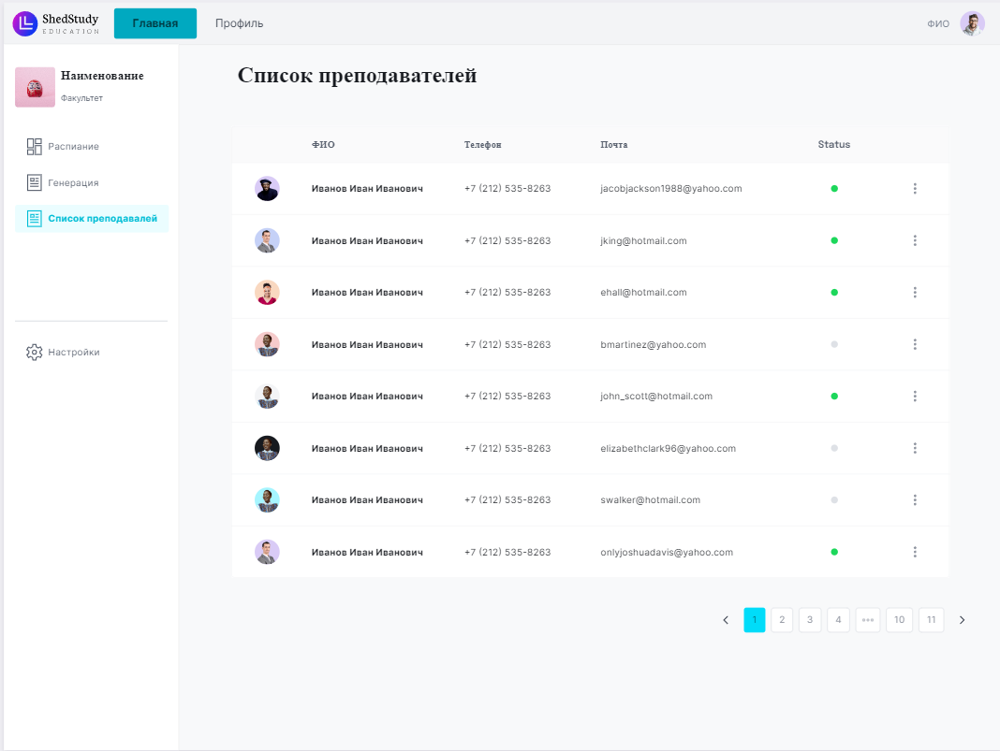 ShedStudy
EDUCATION
Главная
Профиль
ФИО
Наименование
Факультет
Распиание
Генерация
Список преподавалей
Настройки
Список преподавателей
ФИО Телефон Почта Status
Иванов Иван Иванович +7 (212) 535-8263 jacobjackson1988@yahoo.com
Иванов Иван Иванович +7 (212) 535-8263 jking@hotmail.com
Иванов Иван Иванович +7 (212) 535-8263 ehall@hotmail.com
Иванов Иван Иванович +7 (212) 535-8263 bmartinez@yahoo.com
Иванов Иван Иванович +7 (212) 535-8263 john_scott@hotmail.com
Иванов Иван Иванович +7 (212) 535-8263 elizabethclark96@yahoo.com
Иванов Иван Иванович +7 (212) 535-8263 swalker@hotmail.com
Иванов Иван Иванович +7 (212) 535-8263 onlyjoshuadavis@yahoo.com
1 2 3 4 ••• 10 11